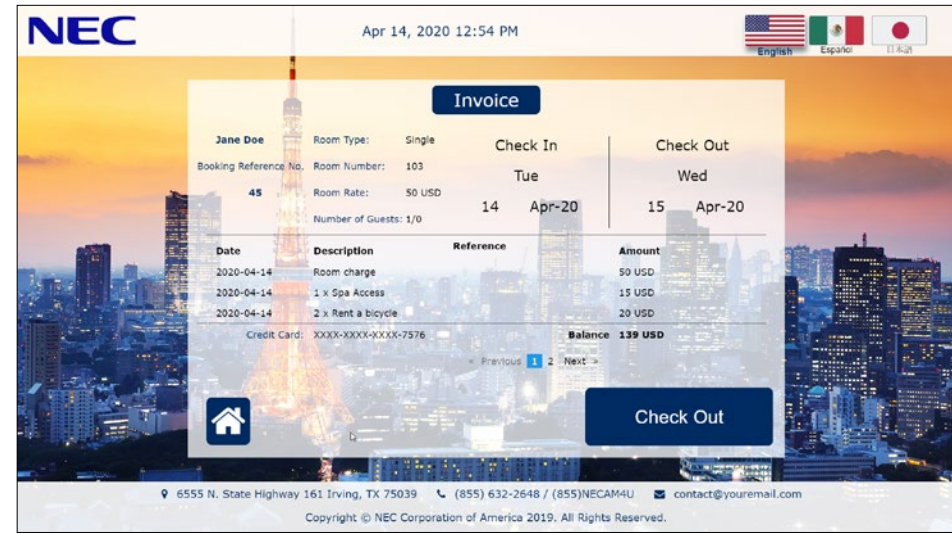 NEC
Apr 14, 2020 12:54 PM
English Español 日本語
Invoice
Jane Doe
Booking Reference No.
45
Room Type: Single
Room Number: 103
Room Rate: 50 USD
Number of Guests: 1/0
Check In
Tue
14 Apr-20
Check Out
Wed
15 Apr-20
Date Description Reference Amount
2020-04-14 Room charge 50 USD
2020-04-14 1 x Spa Access 15 USD
2020-04-14 2 x Rent a bicycle 20 USD
Credit Card: XXXX-XXXX-XXXX-7576 Balance 139 USD
« Previous 1 2 Next »
Check Out
6555 N. State Highway 161 Irving, TX 75039 (855) 632-2648 / (855)NECAM4U contact@youremail.com
Copyright © NEC Corporation of America 2019. All Rights Reserved.